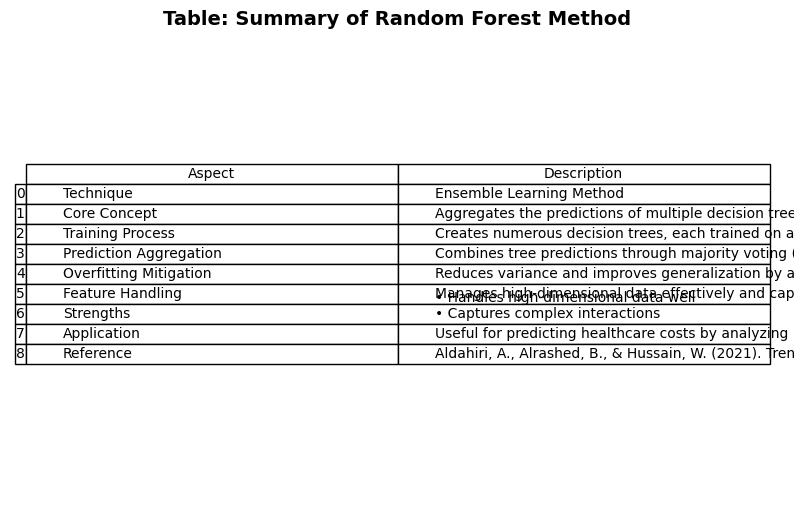 Table: Summary of Random Forest Method
Aspect Description
0 Technique Ensemble Learning Method
1 Core Concept Aggregates the predictions of multiple decision tree
2 Training Process Creates numerous decision trees, each trained on a
3 Prediction Aggregation Combines tree predictions through majority voting (
4 Overfitting Mitigation Reduces variance and improves generalization by a
5 Feature Handling Manages high-dimensional data effectively and cap
• Handles high-dimensional data well
6 Strengths • Captures complex interactions
7 Application Useful for predicting healthcare costs by analyzing
8 Reference Aldahiri, A., Alrashed, B., & Hussain, W. (2021). Tren